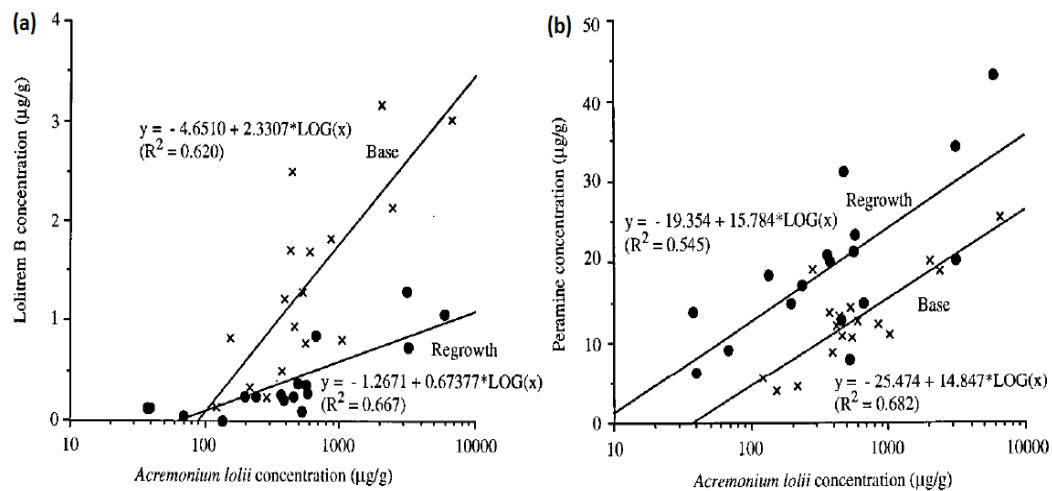 (a)
Lolitrem B concentration (µg/g)
4
3
2
1
0
y = - 4.6510 + 2.3307*LOG(x)
(R² = 0.620)
Base
Regrowth
y = - 1.2671 + 0.67377*LOG(x)
(R² = 0.667)
10
100
1000
10000
Acremonium lolii concentration (µg/g)
(b)
Peramine concentration (µg/g)
50
40
30
20
10
0
Regrowth
y = - 19.354 + 15.784*LOG(x)
(R² = 0.545)
Base
y = - 25.474 + 14.847*LOG(x)
(R² = 0.682)
10
100
1000
10000
Acremonium lolii concentration (µg/g)